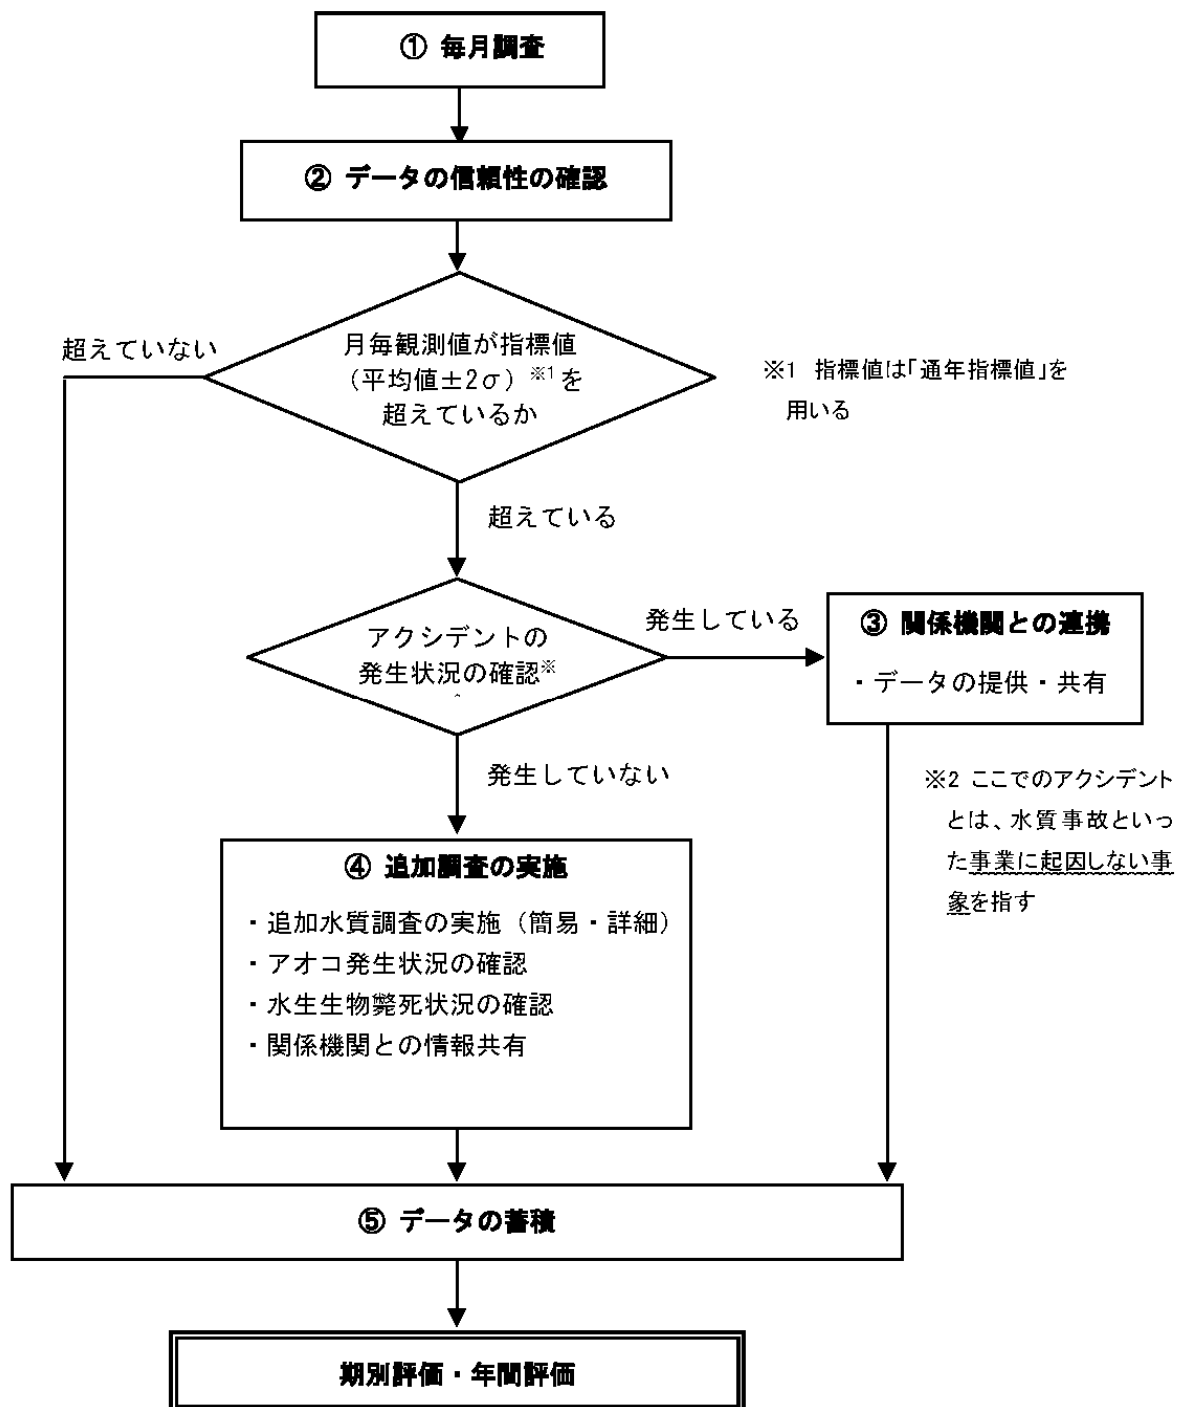 ① 毎月調査
② データの信頼性の確認
超えていない
月毎観測値が指標値
（平均値±2σ）※1 を
超えているか
※1 指標値は「通年指標値」を
用いる
超えている
アクシデントの
発生状況の確認※
発生している
③ 関係機関との連携
・データの提供・共有
発生していない
※2 ここでのアクシデント
とは、水質事故といっ
た事業に起因しない事
象を指す
④ 追加調査の実施
・追加水質調査の実施（簡易・詳細）
・アオコ発生状況の確認
・水生生物斃死状況の確認
・関係機関との情報共有
⑤ データの蓄積
期別評価・年間評価